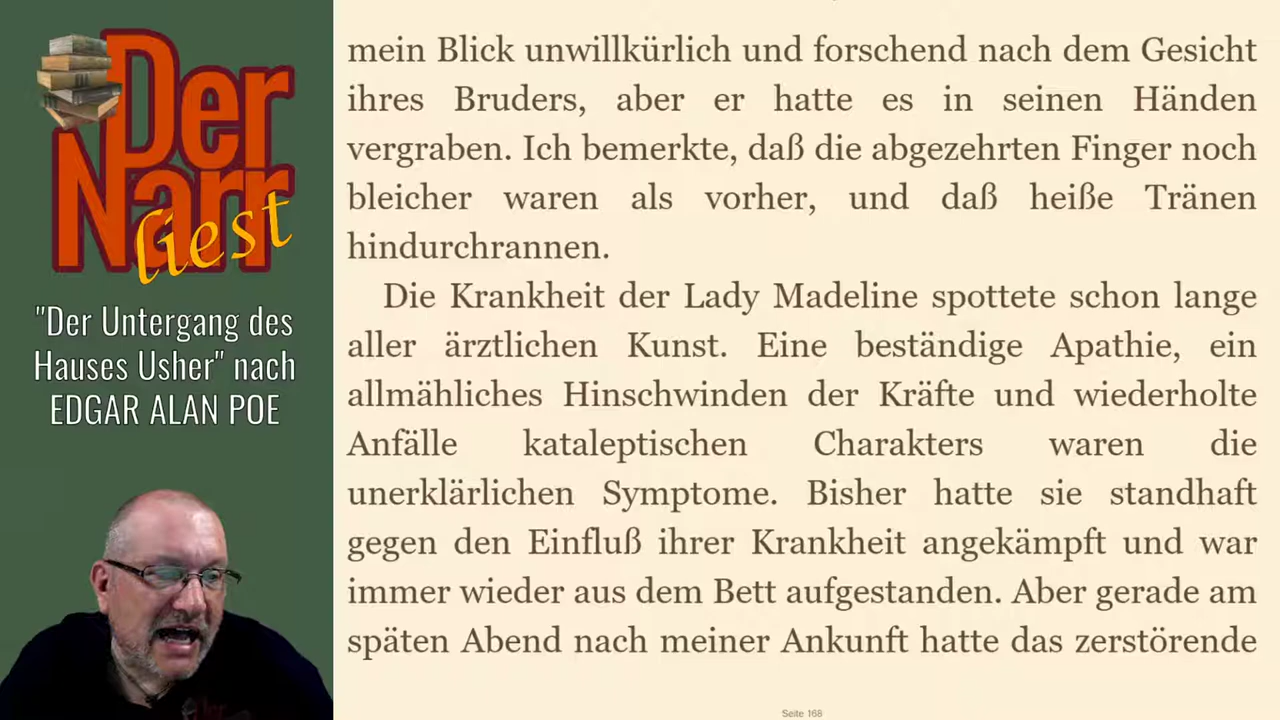 Der
Narr
liest
"Der Untergang des
Hauses Usher" nach
EDGAR ALAN POE
mein Blick unwillkürlich und forschend nach dem Gesicht
ihres Bruders, aber er hatte es in seinen Händen
vergraben. Ich bemerkte, daß die abgezehrten Finger noch
bleicher waren als vorher, und daß heiße Tränen
hindurchrannen.
Die Krankheit der Lady Madeline spottete schon lange
aller ärztlichen Kunst. Eine beständige Apathie, ein
allmähliches Hinschwinden der Kräfte und wiederholte
Anfälle kataleptischen Charakters waren die
unerklärlichen Symptome. Bisher hatte sie standhaft
gegen den Einfluß ihrer Krankheit angekämpft und war
immer wieder aus dem Bett aufgestanden. Aber gerade am
späten Abend nach meiner Ankunft hatte das zerstörende
Seite 168
Der